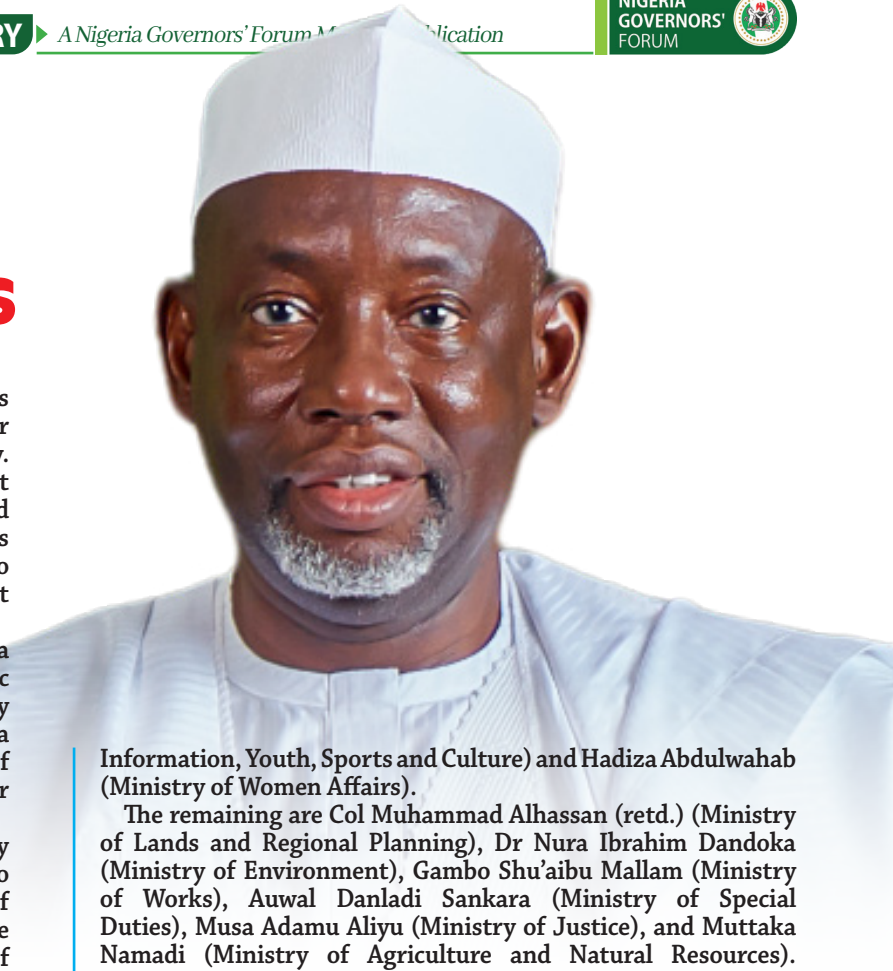 RY
A Nigeria Governors' Forum M lication
NIGERIA
GOVERNORS'
FORUM
s
s
r
y.
t
d
s
o
t
a
c
y
a
f
r
y
o
f
e
f
Information, Youth, Sports and Culture) and Hadiza Abdulwahab
(Ministry of Women Affairs).
The remaining are Col Muhammad Alhassan (retd.) (Ministry
of Lands and Regional Planning), Dr Nura Ibrahim Dandoka
(Ministry of Environment), Gambo Shu'aibu Mallam (Ministry
of Works), Auwal Danladi Sankara (Ministry of Special
Duties), Musa Adamu Aliyu (Ministry of Justice), and Muttaka
Namadi (Ministry of Agriculture and Natural Resources).